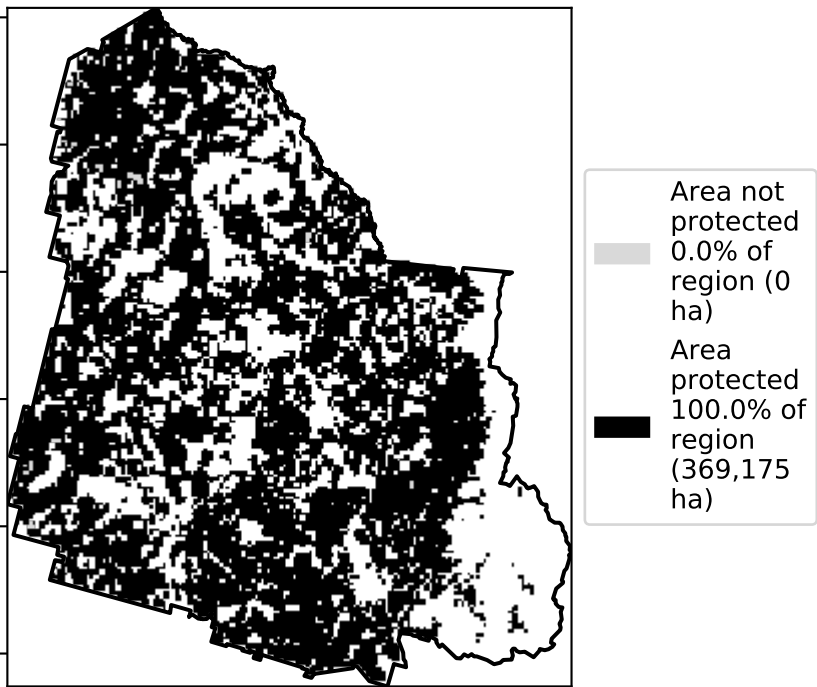 Area not
protected
0.0% of
region (0
ha)
Area
protected
100.0% of
region
(369,175
ha)